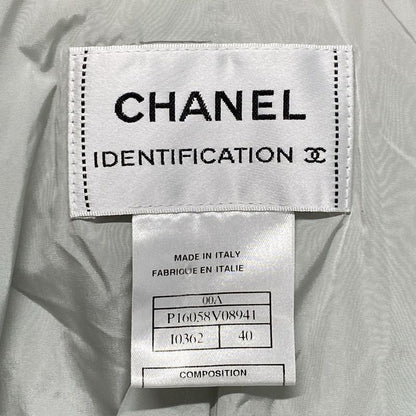 CHANEL
IDENTIFICATION
MADE IN ITALY
FABRIQUE EN ITALIE
00A
P16058V08941
10362 40
COMPOSITION